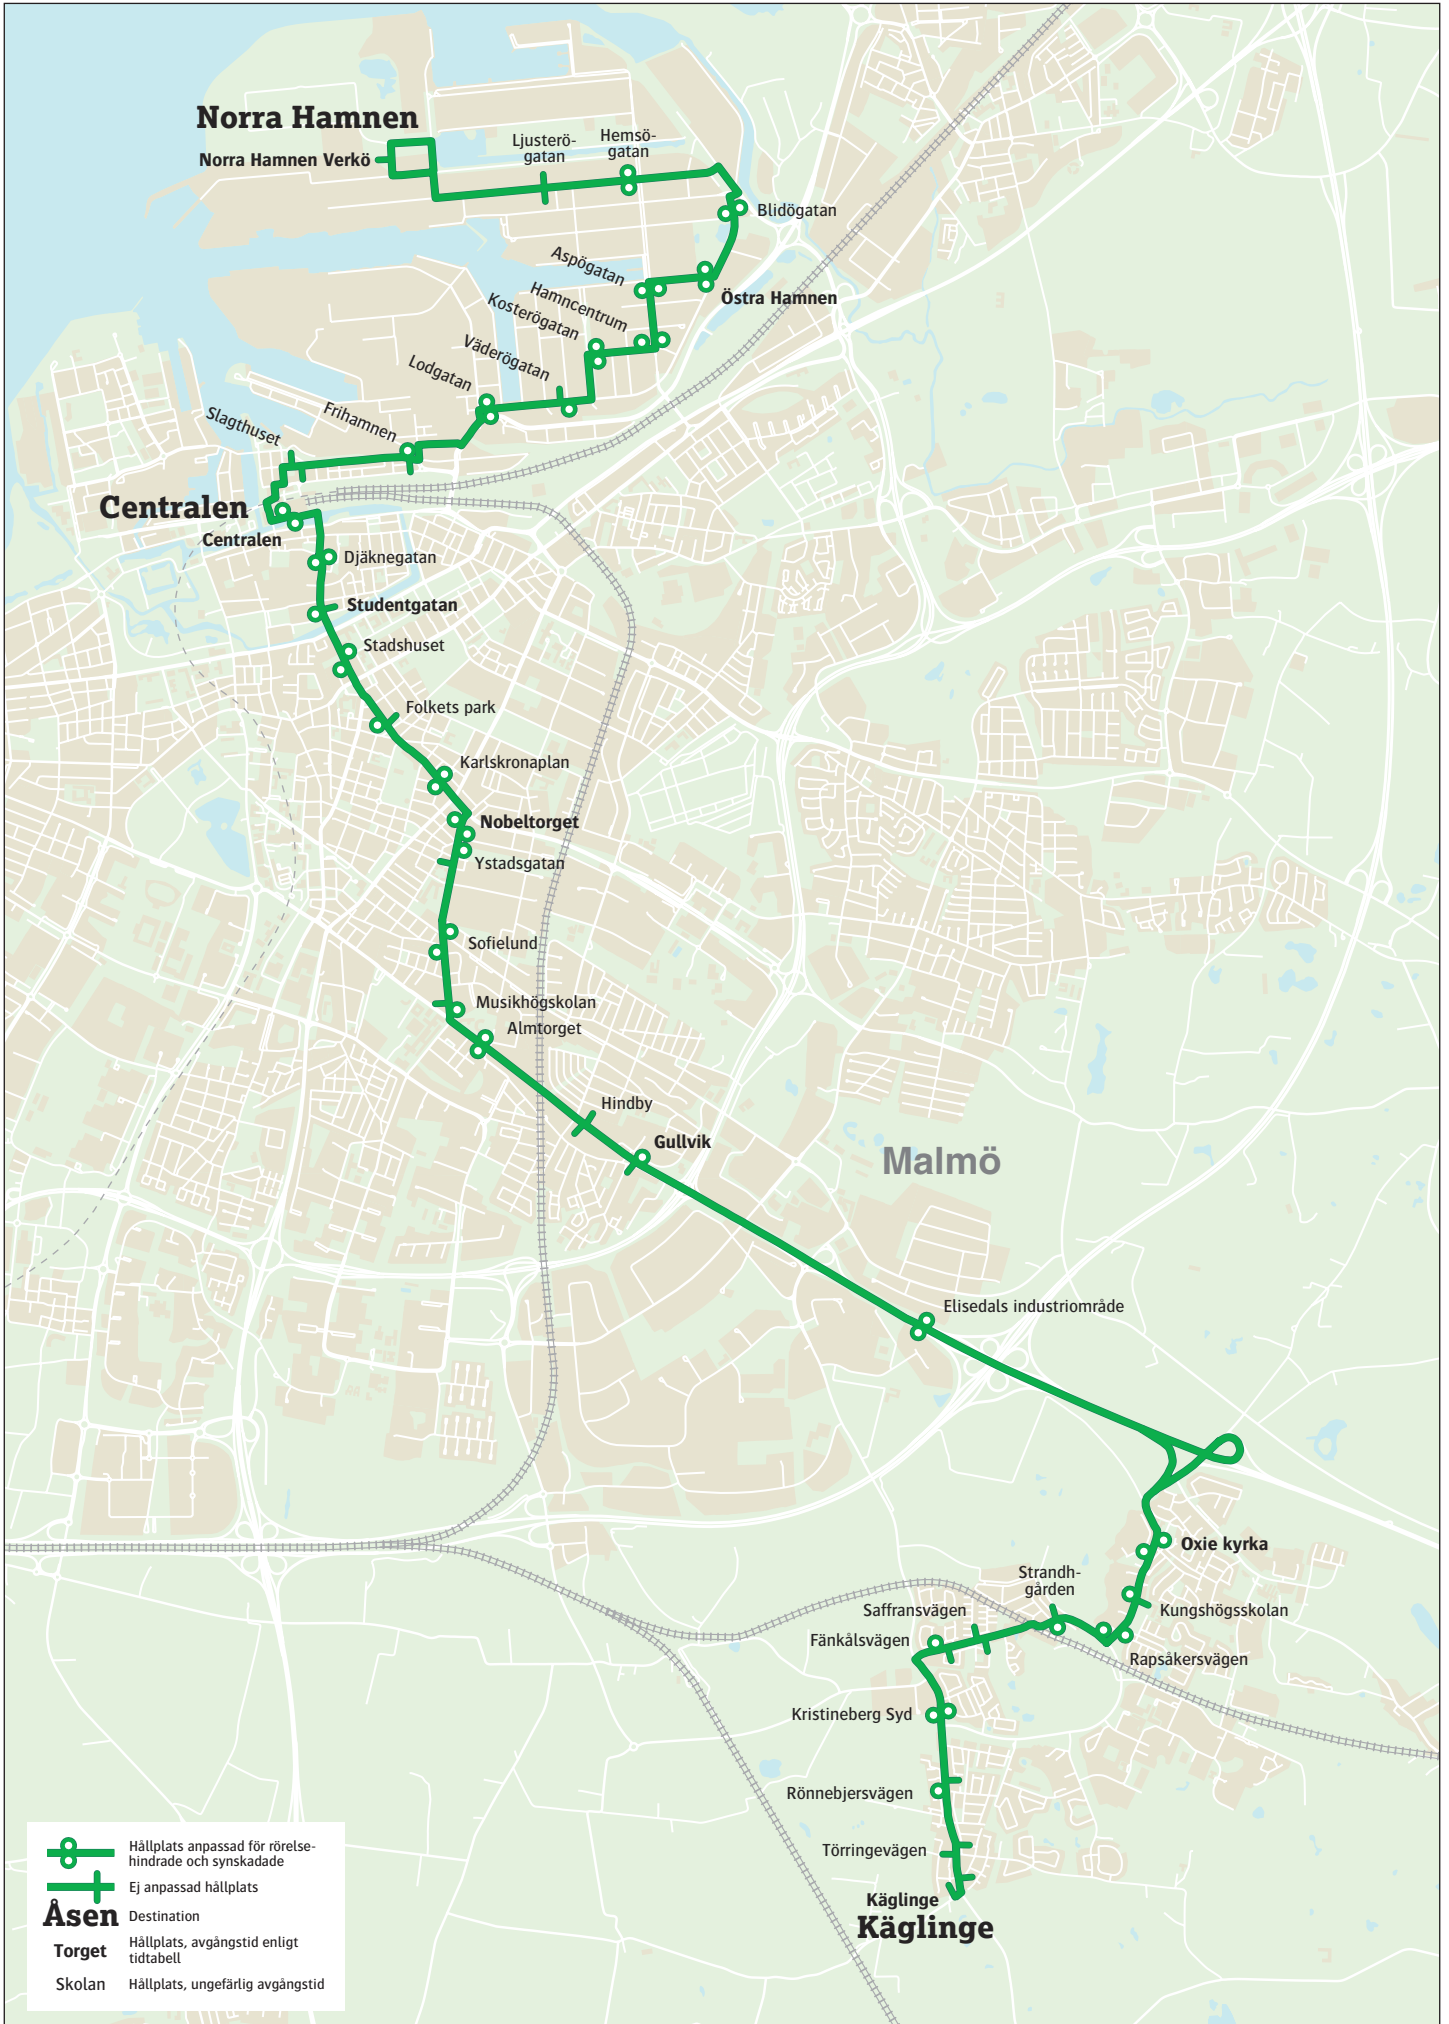 Norra Hamnen
Norra Hamnen Verkö
Ljusterö-
gatan
Hemsö-
gatan
Blidögatan
Aspögatan
Östra Hamnen
Hamncentrum
Kosterögatan
Väderögatan
Lodgatan
Frihamnen
Slagthuset
Centralen
Centralen
Djäknegatan
Studentgatan
Stadshuset
Folkets park
Karlskronaplan
Nobeltorget
Ystadsgatan
Sofielund
Musikhögskolan
Almtorget
Hindby
Gullvik
Malmö
Elisedals industriområde
Oxie kyrka
Strandh-
gården
Kungshögsskolan
Saffransvägen
Fänkålsvägen
Rapsåkersvägen
Kristineberg Syd
Rönnebjersvägen
Törringevägen
Käglinge
Käglinge
Hållplats anpassad för rörelse-
hindrade och synskadade
Ej anpassad hållplats
Åsen Destination
Torget Hållplats, avgångstid enligt
tidtabell
Skolan Hållplats, ungefärlig avgångstid